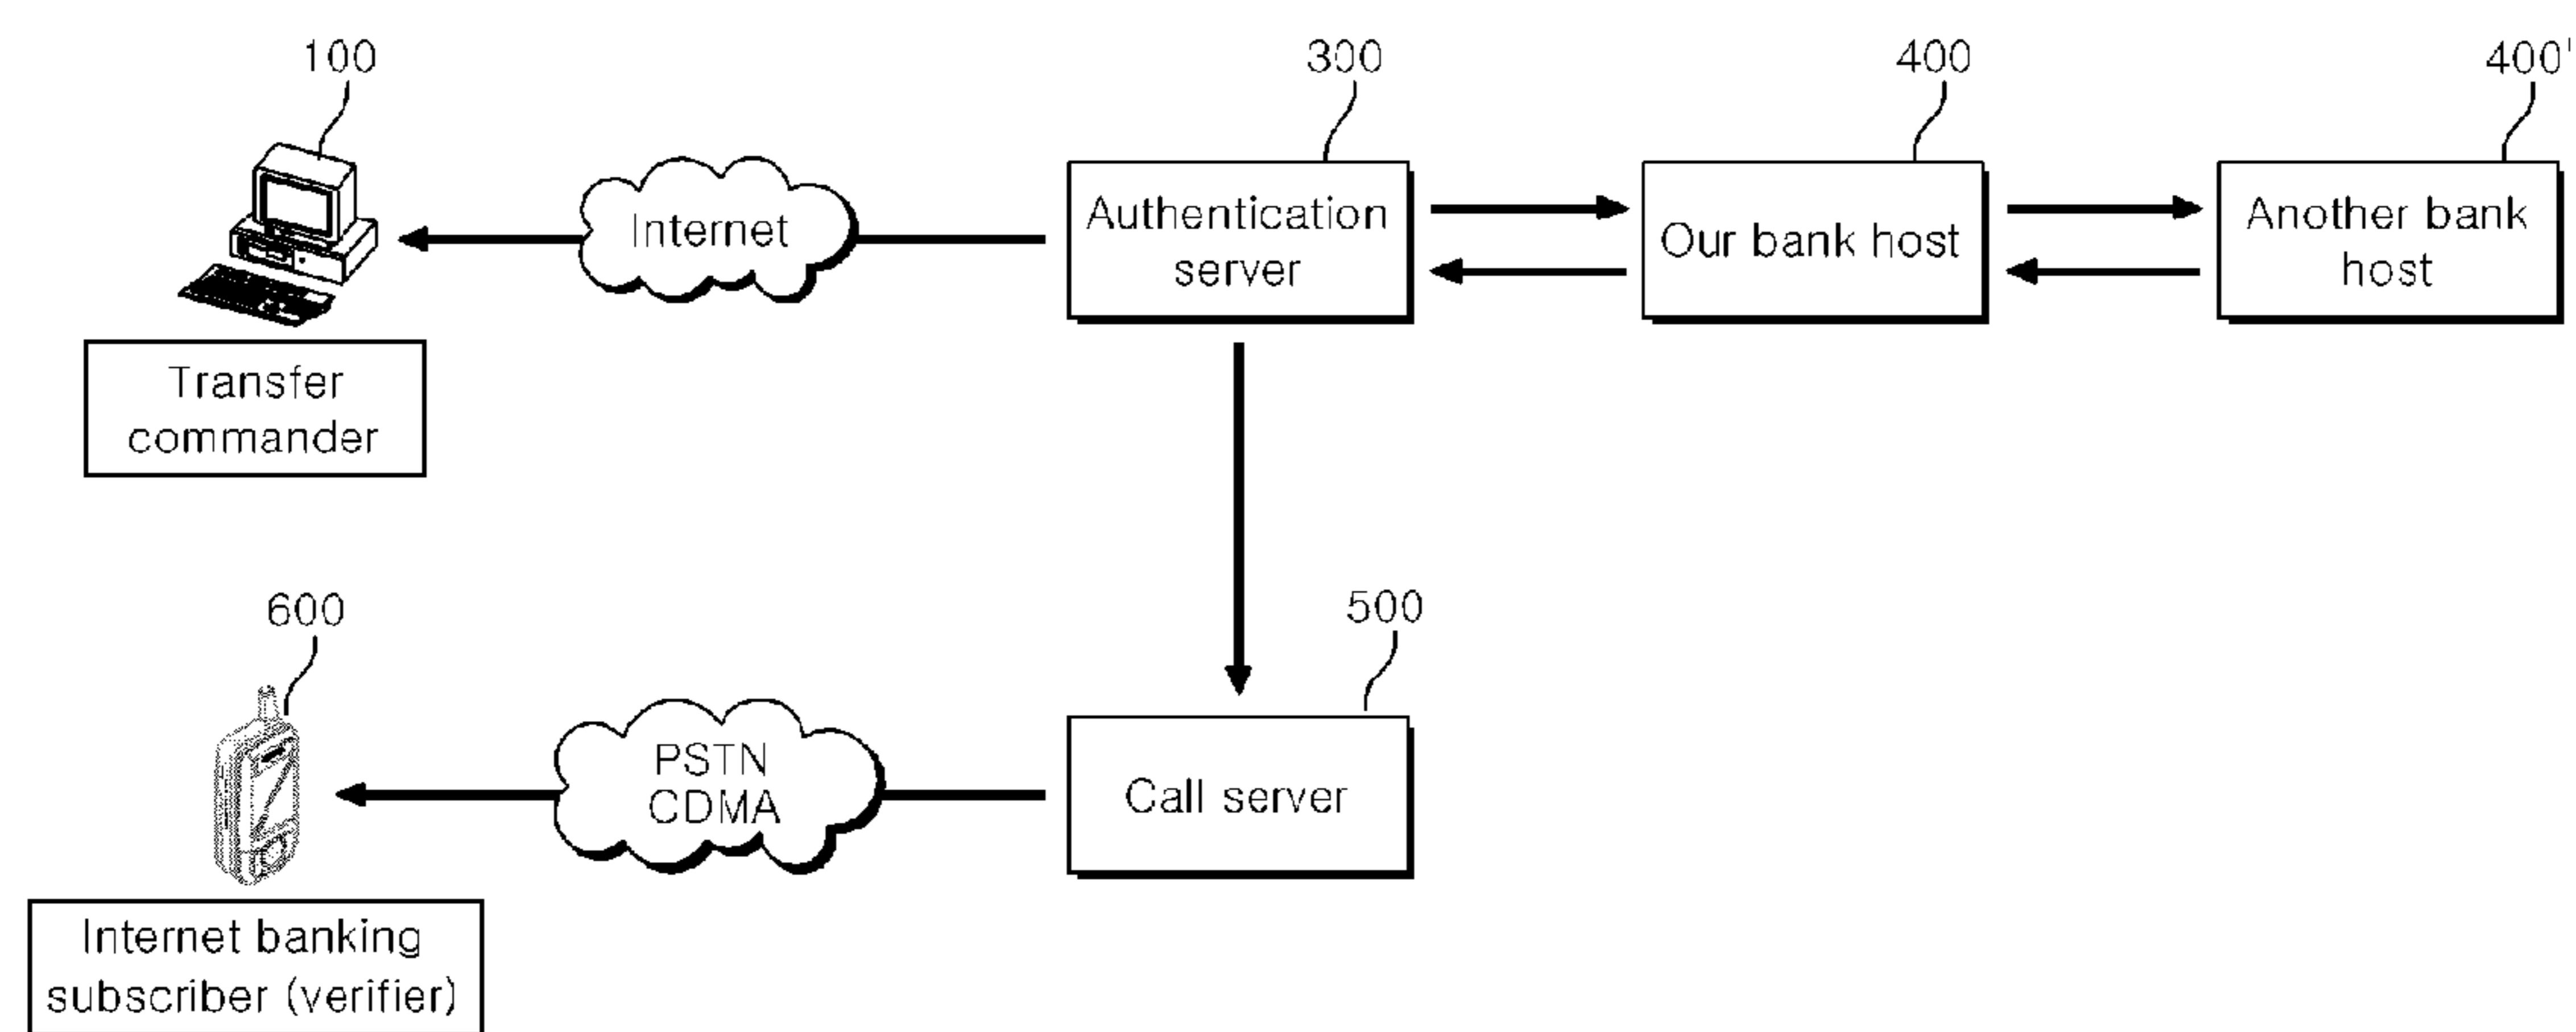 100
300
400
400'
Internet
Authentication
server
Our bank host
Another bank
host
Transfer
commander
600
500
PSTN
CDMA
Call server
Internet banking
subscriber (verifier)